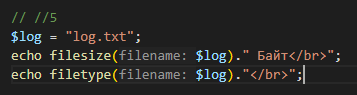 // //5
$log = "log.txt";
echo filesize(filename: $log)." Байт</br>";
echo filetype(filename: $log)."</br>";